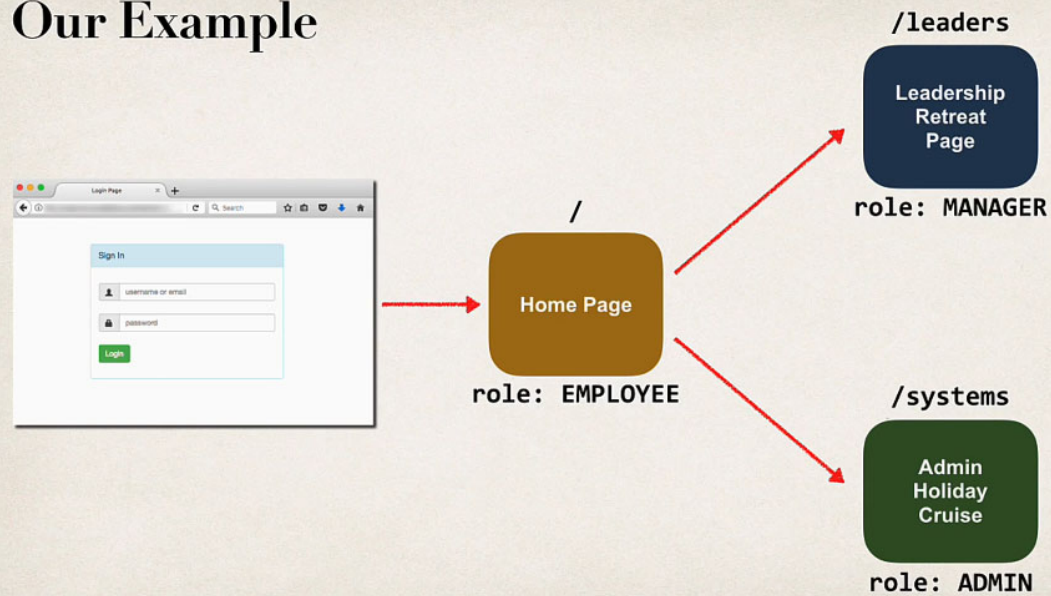 Our Example
Login Page
Search
Sign In
username or email
password
Login
/
Home Page
role: EMPLOYEE
/leaders
Leadership
Retreat
Page
role: MANAGER
/systems
Admin
Holiday
Cruise
role: ADMIN